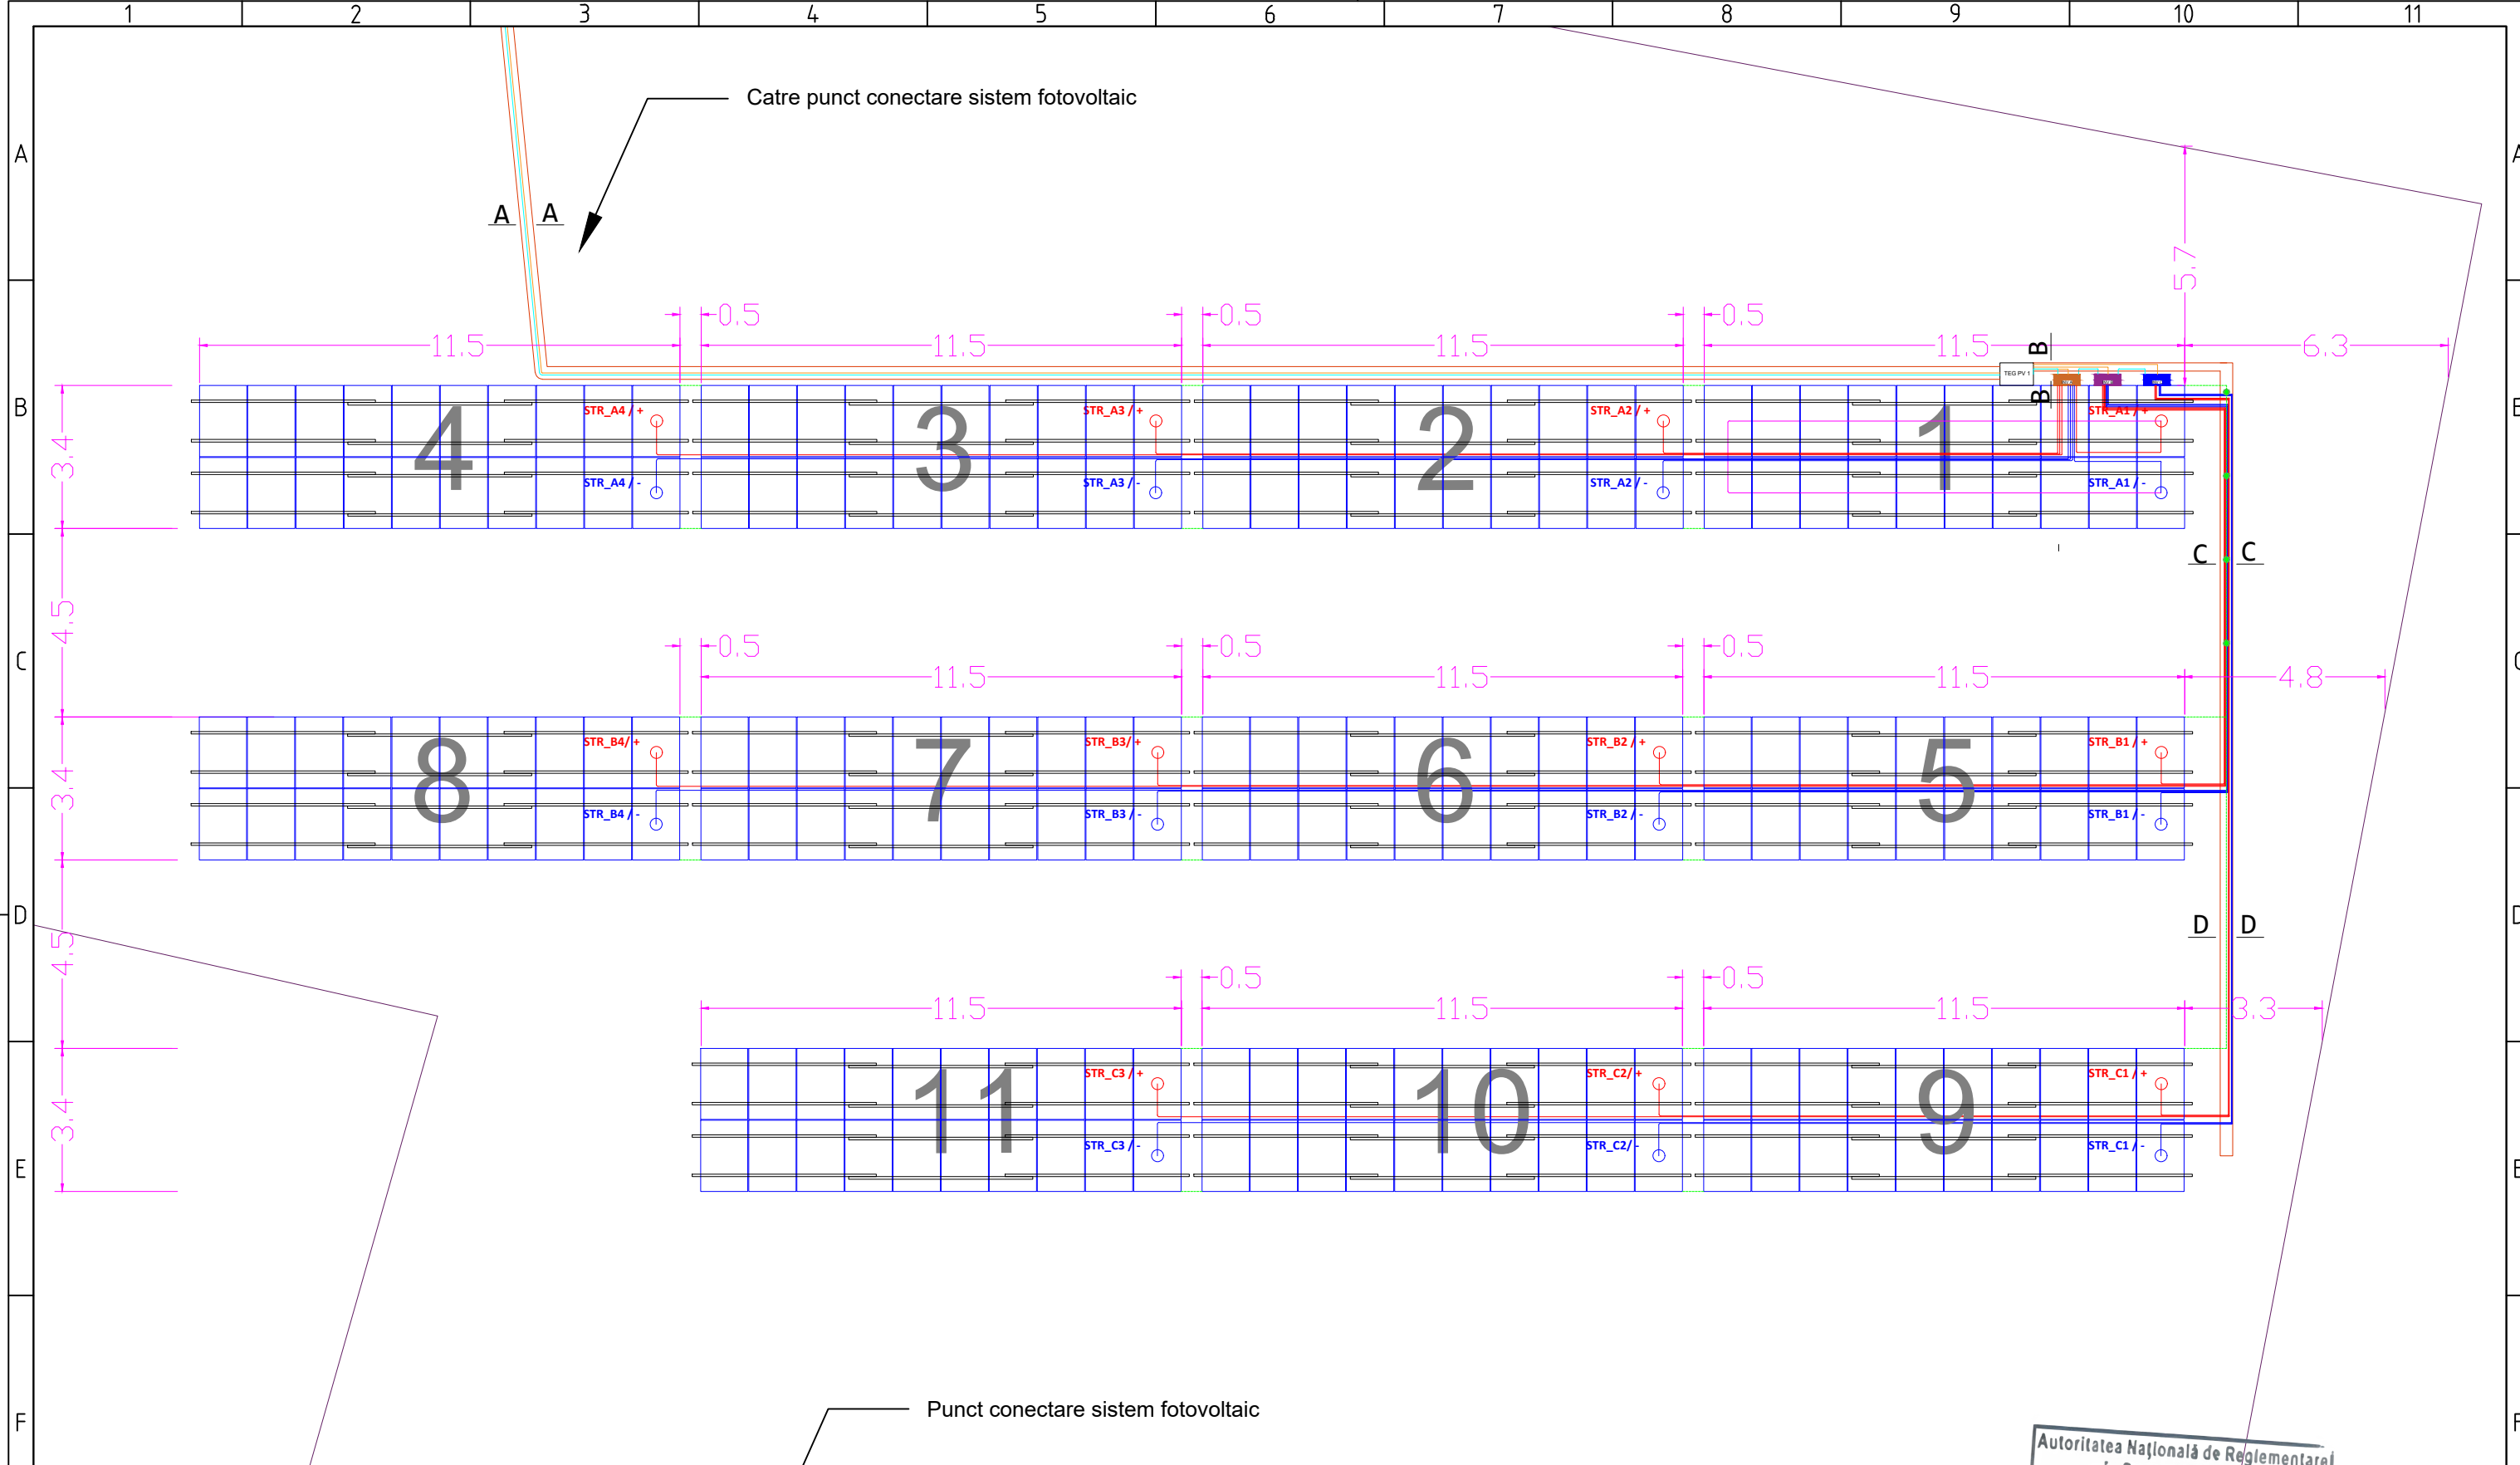 1 2 3 4 5 6 7 8 9 10 11
Catre punct conectare sistem fotovoltaic
A
A A
5.7
0.5 0.5 0.5
11.5 11.5 11.5 11.5 6.3
B
TEG PV 1
B
B
3.4
4 3 2 1
STR_A4 / + STR_A3 / + STR_A2 / + STR_A1 / +
STR_A4 / - STR_A3 / - STR_A2 / - STR_A1 / -
C C
4.5
0.5 0.5 0.5
C
11.5 11.5 11.5 4.8
3.4
8 7 6 5
STR_B4/ + STR_B3/ + STR_B2 / + STR_B1 / +
STR_B4 / - STR_B3 / - STR_B2 / - STR_B1 / -
D
D D
4.5
0.5 0.5
11.5 11.5 11.5 3.3
3.4
11 10 9
STR_C3 / + STR_C2/ + STR_C1 / +
STR_C3 / - STR_C2/ - STR_C1 / -
E
F
Punct conectare sistem fotovoltaic
Autoritatea Națională de Reglementare